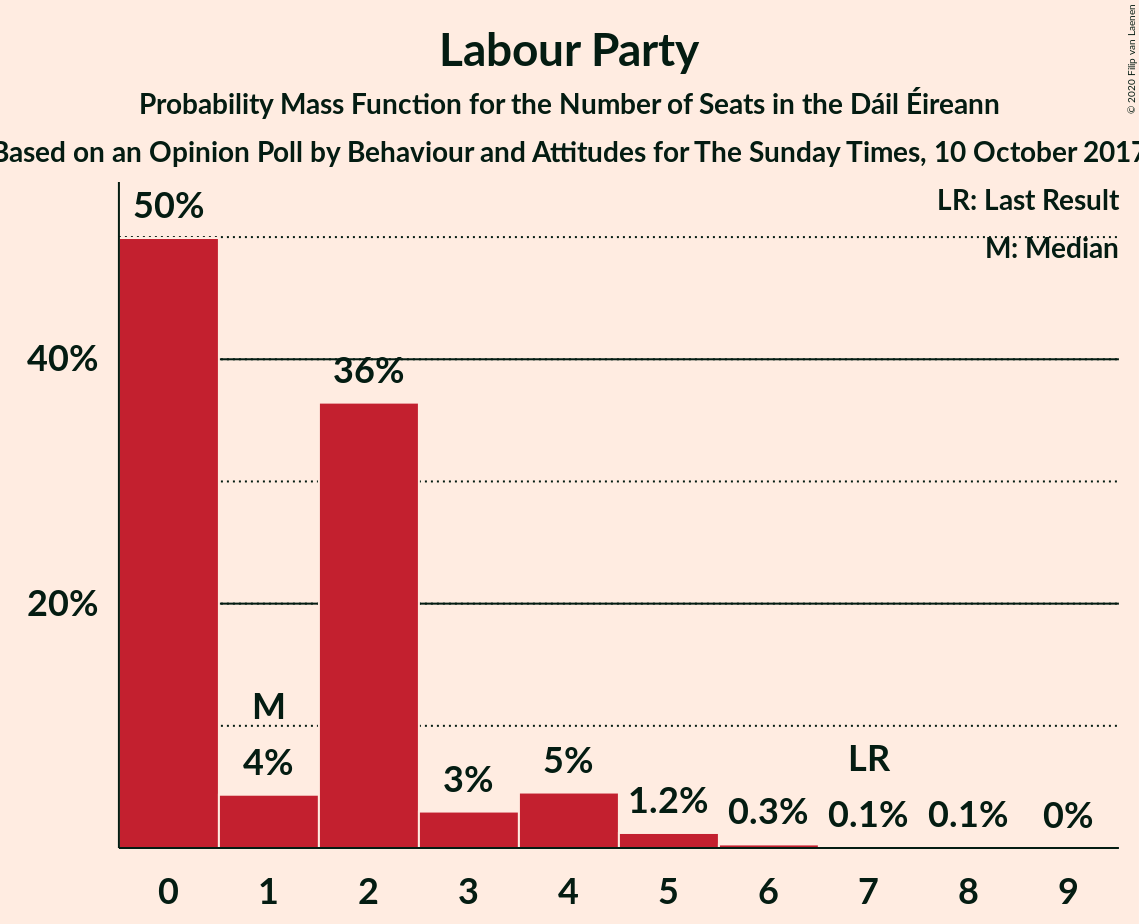 Labour Party
Probability Mass Function for the Number of Seats in the Dáil Éireann
Based on an Opinion Poll by Behaviour and Attitudes for The Sunday Times, 10 October 2017
© 2020 Filip van Laenen
LR: Last Result
M: Median
50%
40%
36%
20%
M
4%
3%
5%
1.2%
0.3%
LR
0.1%
0.1%
0%
0 1 2 3 4 5 6 7 8 9